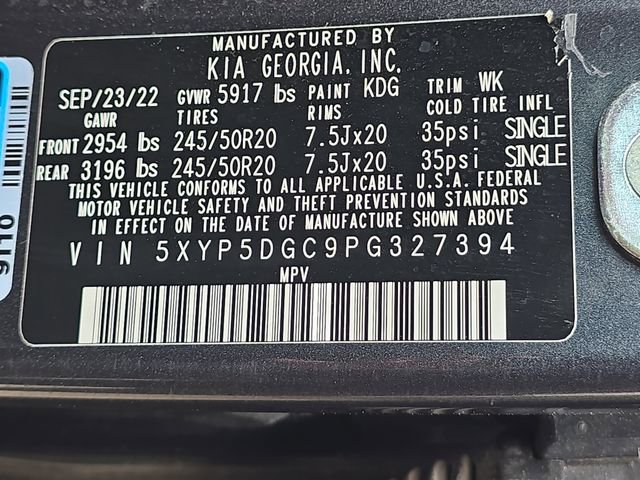 MANUFACTURED BY
KIA GEORGIA, INC.
SEP/23/22 GVWR 5917 lbs PAINT KDG TRIM WK
GAWR TIRES RIMS COLD TIRE INFL
FRONT 2954 lbs 245/50R20 7.5Jx20 35psi SINGLE
REAR 3196 lbs 245/50R20 7.5Jx20 35psi SINGLE
THIS VEHICLE CONFORMS TO ALL APPLICABLE U.S.A. FEDERAL
MOTOR VEHICLE SAFETY AND THEFT PREVENTION STANDARDS
IN EFFECT ON THE DATE OF MANUFACTURE SHOWN ABOVE
VIN 5XYP5DGC9PG327394
MPV
9110